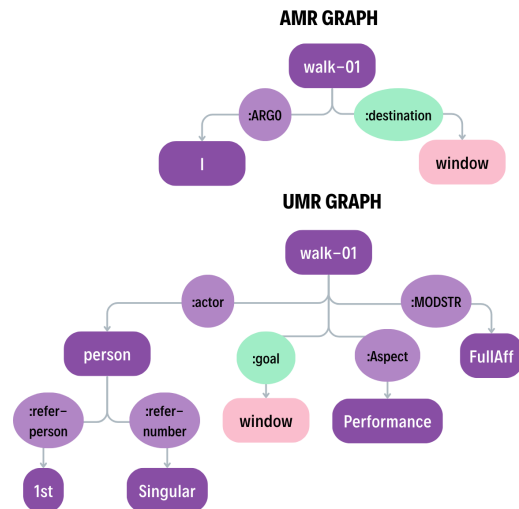 AMR GRAPH
walk-01
:ARG0
:destination
I
window
UMR GRAPH
walk-01
:actor
:MODSTR
person
:goal
:Aspect
FullAff
:refer-
person
:refer-
number
window
Performance
1st
Singular